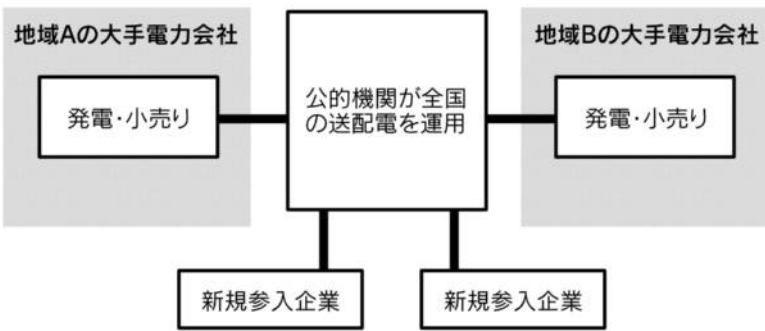 地域Aの大手電力会社
地域Bの大手電力会社
発電・小売り
公的機関が全国
の送配電を運用
発電・小売り
新規参入企業
新規参入企業